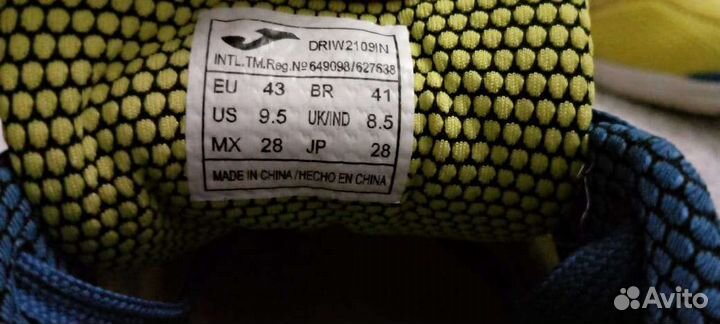 DRIW2109IN
INTL.TM.Reg.Nº649098/627638
EU 43 BR 41
US 9.5 UK/IND 8.5
MX 28 JP 28
MADE IN CHINA/HECHO EN CHINA
Avito